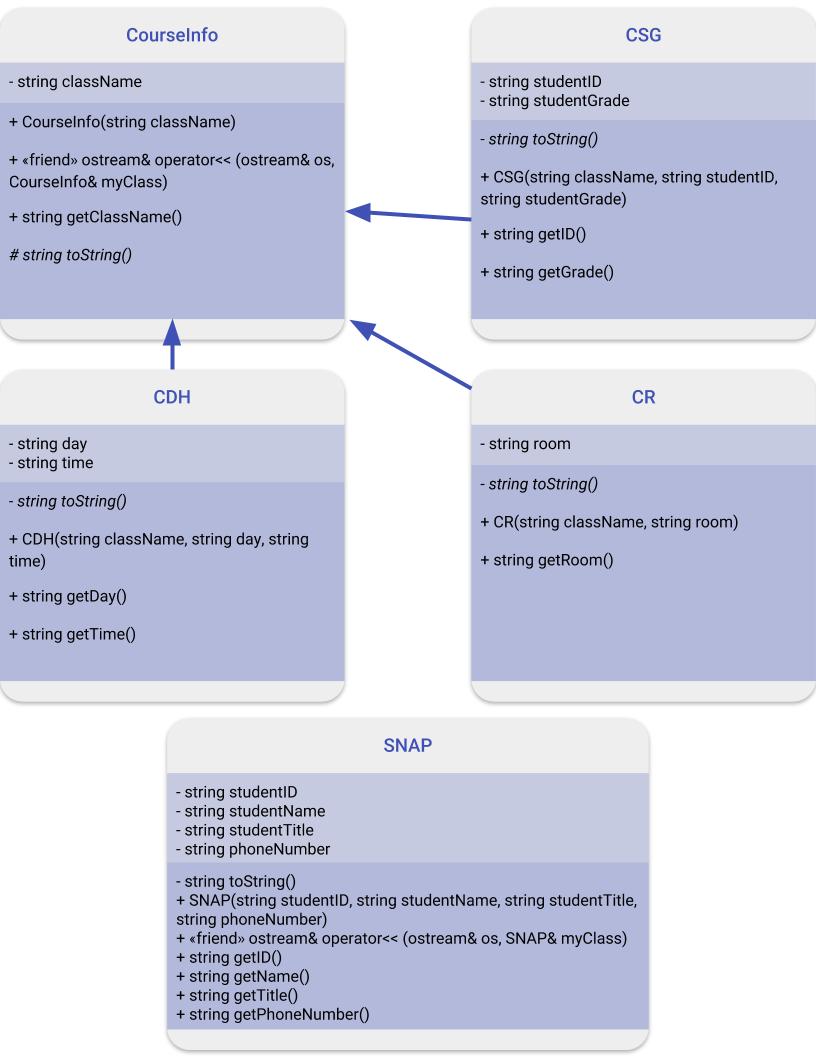 CourseInfo
- string className
+ CourseInfo(string className)
+ «friend» ostream& operator<< (ostream& os,
CourseInfo& myClass)
+ string getClassName()
# string toString()
CSG
- string studentID
- string studentGrade
- string toString()
+ CSG(string className, string studentID,
string studentGrade)
+ string getID()
+ string getGrade()
CDH
- string day
- string time
- string toString()
+ CDH(string className, string day, string
time)
+ string getDay()
+ string getTime()
CR
- string room
- string toString()
+ CR(string className, string room)
+ string getRoom()
SNAP
- string studentID
- string studentName
- string studentTitle
- string phoneNumber
- string toString()
+ SNAP(string studentID, string studentName, string studentTitle,
string phoneNumber)
+ «friend» ostream& operator<< (ostream& os, SNAP& myClass)
+ string getID()
+ string getName()
+ string getTitle()
+ string getPhoneNumber()